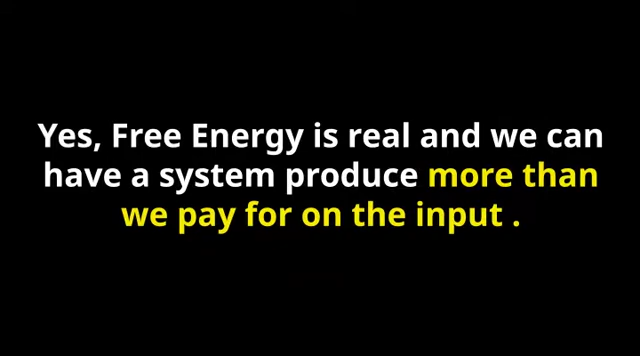 Yes, Free Energy is real and we can
have a system produce more than
we pay for on the input .